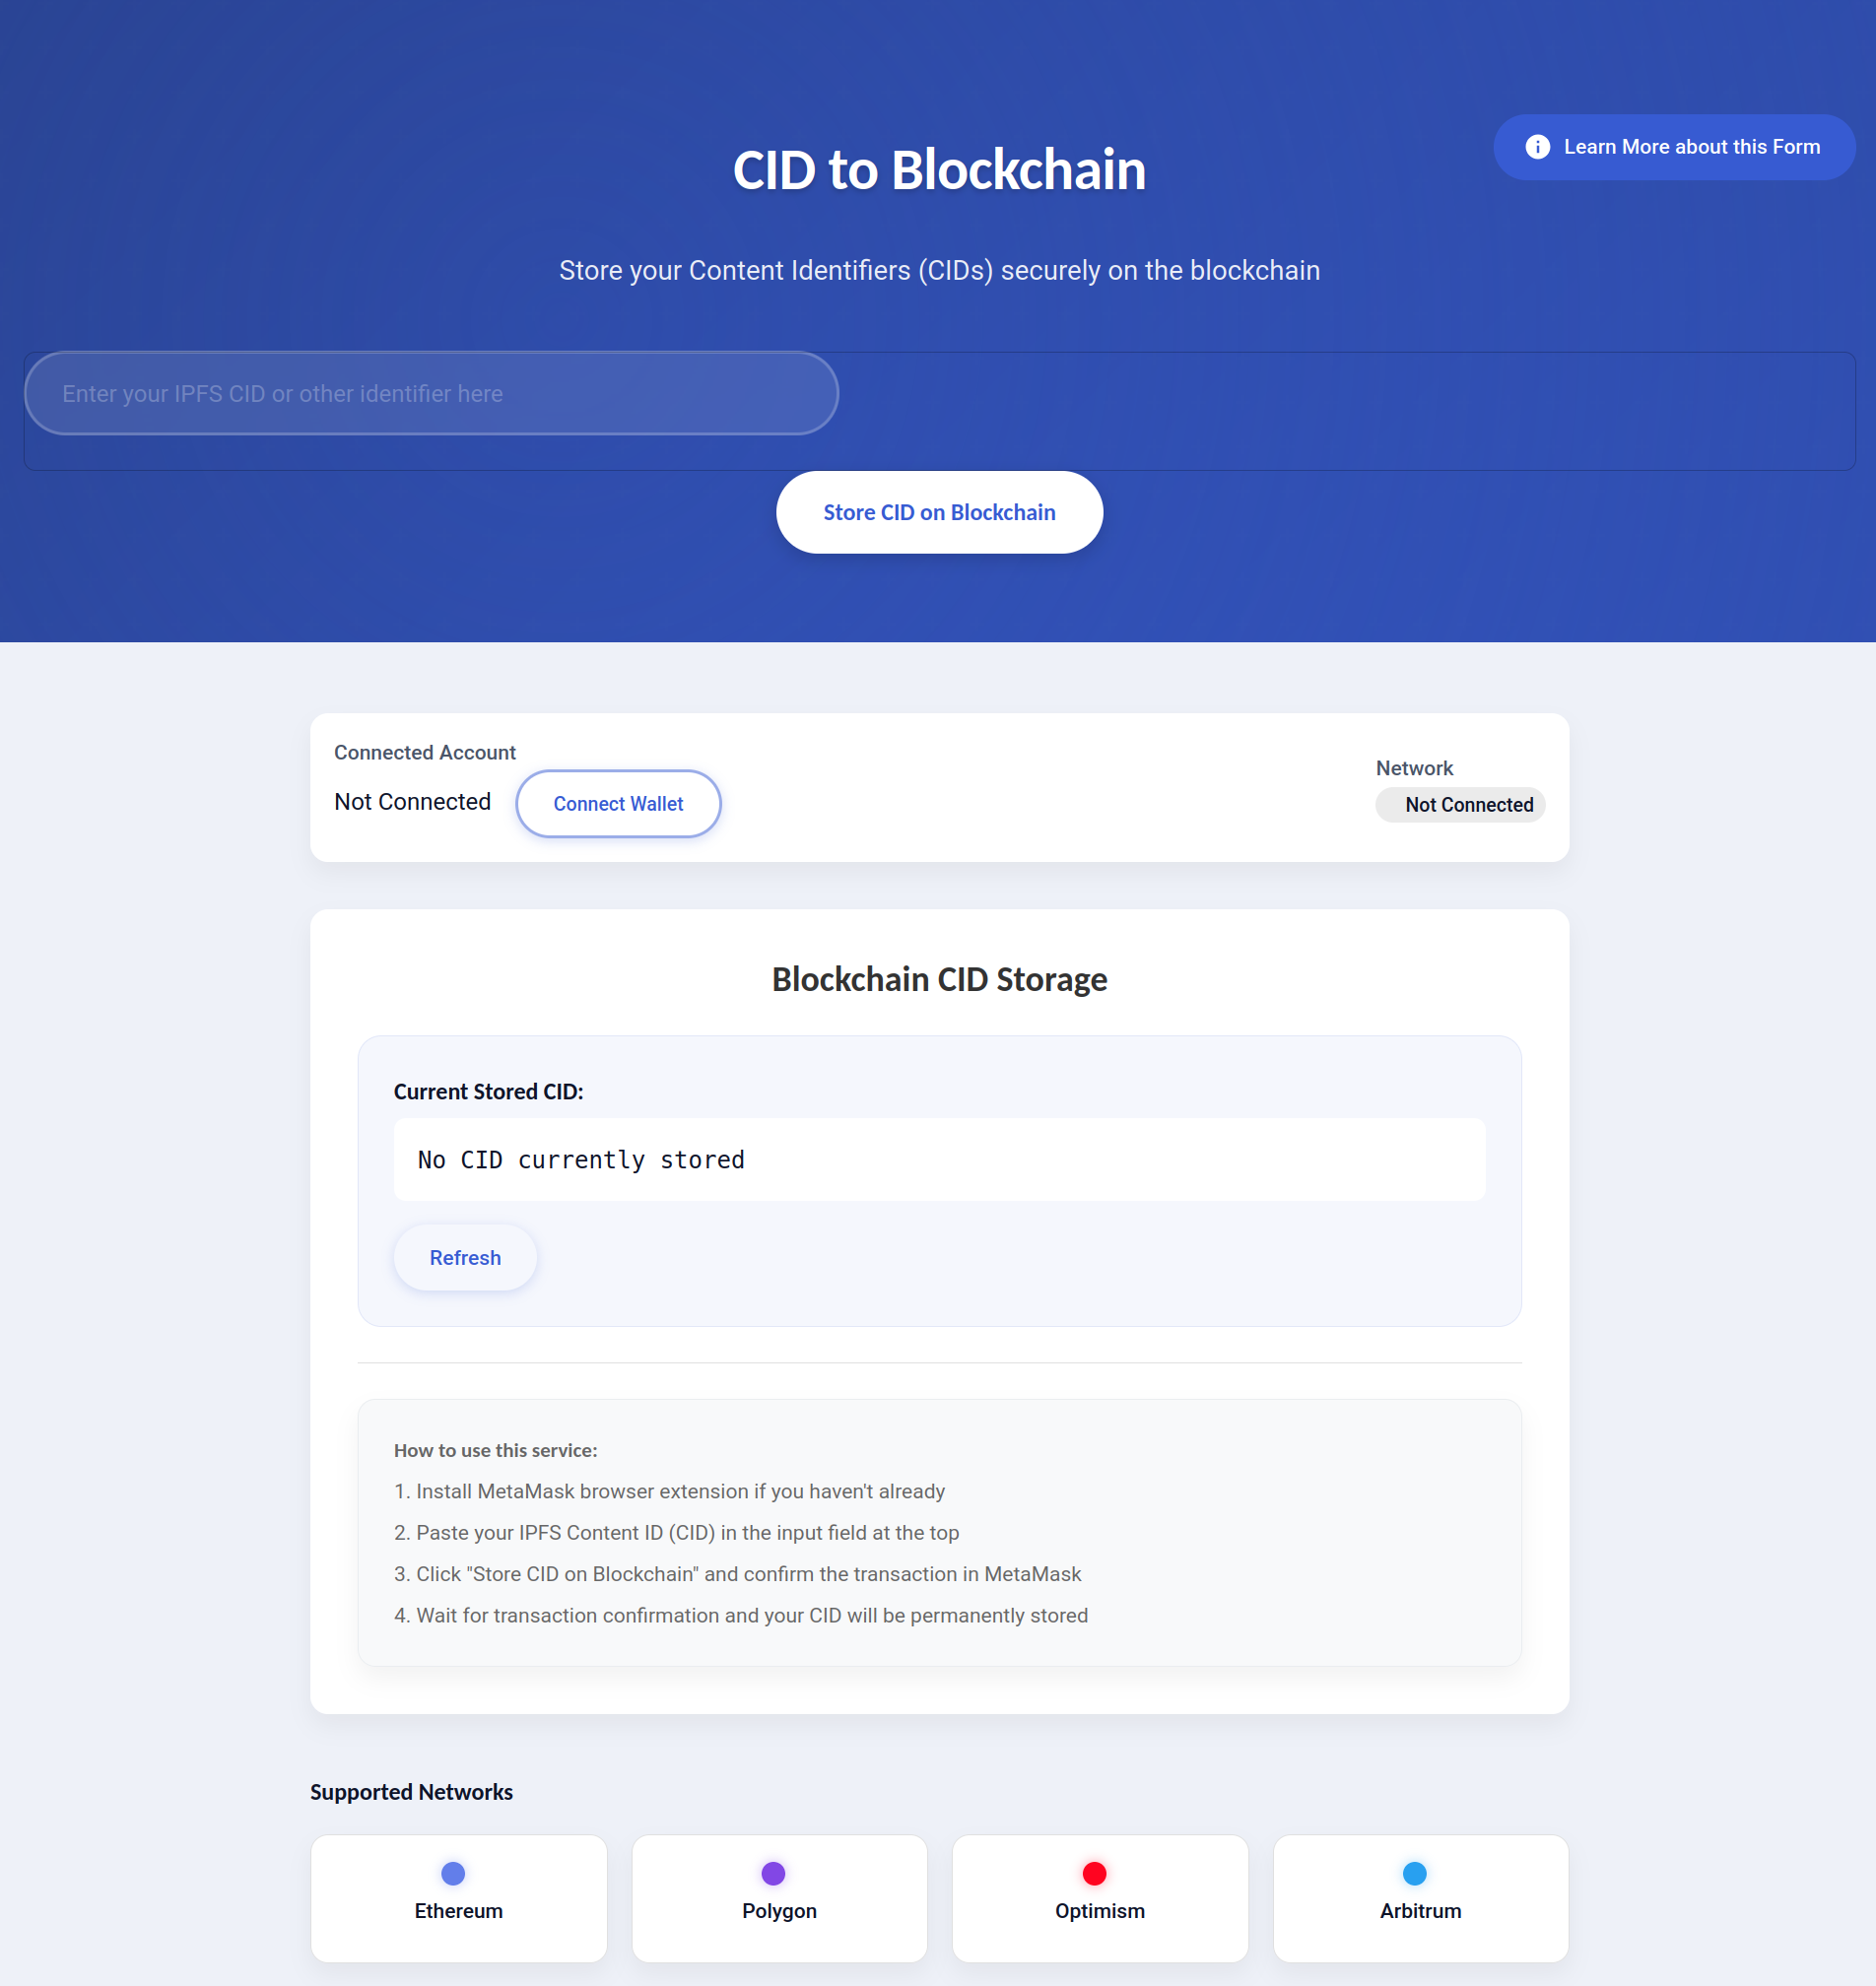 Learn More about this Form
CID to Blockchain
Store your Content Identifiers (CIDs) securely on the blockchain
Enter your IPFS CID or other identifier here
Store CID on Blockchain
Connected Account
Not Connected
Connect Wallet
Network
Not Connected
Blockchain CID Storage
Current Stored CID:
No CID currently stored
Refresh
How to use this service:
1. Install MetaMask browser extension if you haven't already
2. Paste your IPFS Content ID (CID) in the input field at the top
3. Click "Store CID on Blockchain" and confirm the transaction in MetaMask
4. Wait for transaction confirmation and your CID will be permanently stored
Supported Networks
Ethereum
Polygon
Optimism
Arbitrum